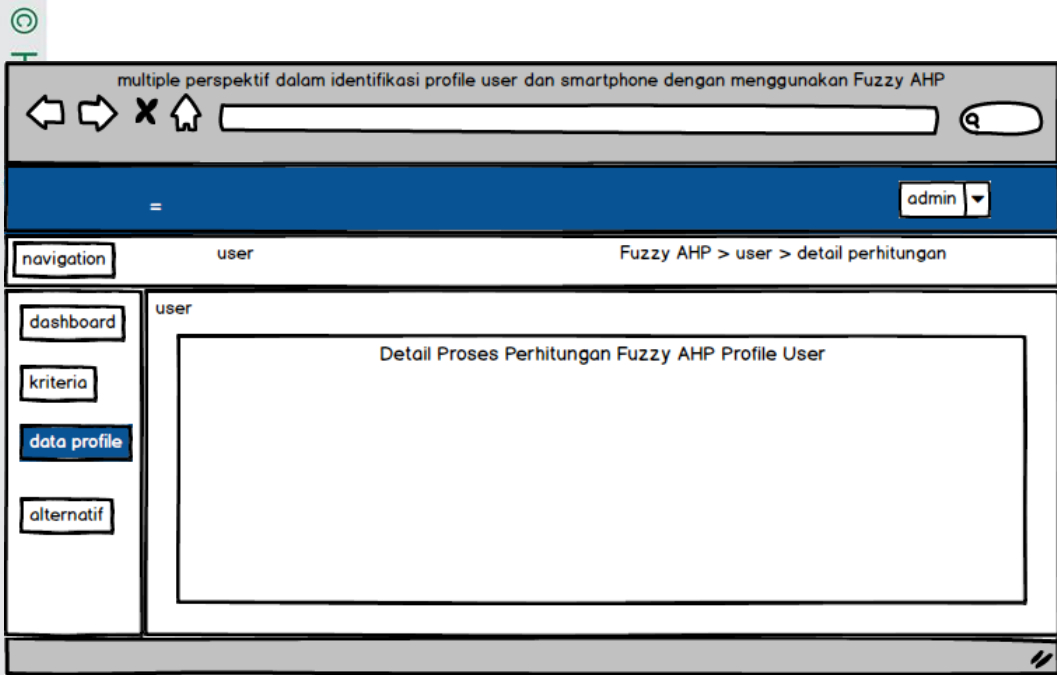 ©
multiple perspektif dalam identifikasi profile user dan smartphone dengan menggunakan Fuzzy AHP
=
admin
navigation
user
Fuzzy AHP > user > detail perhitungan
dashboard
kriteria
data profile
alternatif
user
Detail Proses Perhitungan Fuzzy AHP Profile User